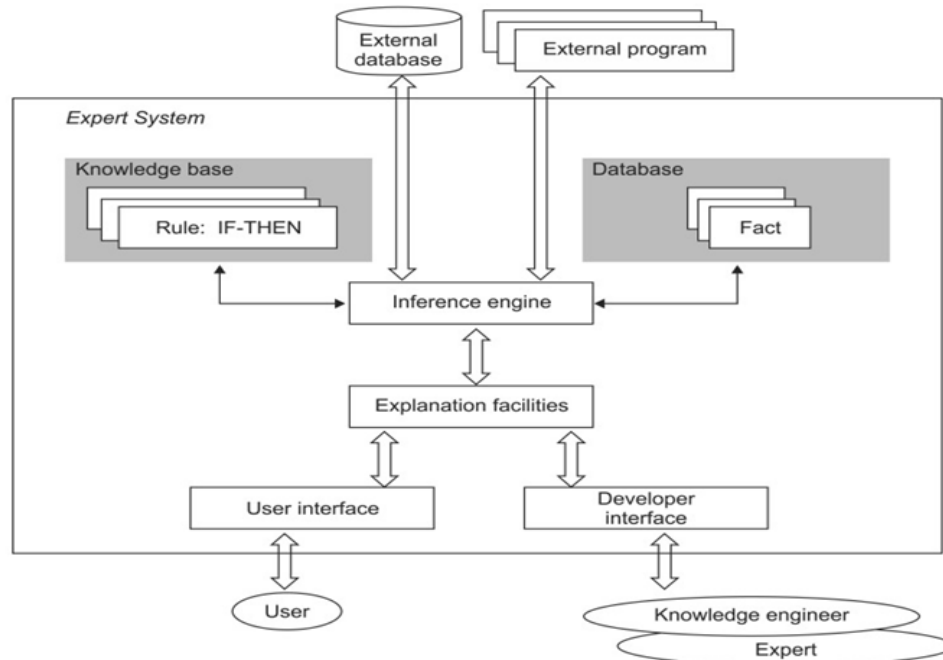 External
database
External program
Expert System
Knowledge base
Rule: IF-THEN
Database
Fact
Inference engine
Explanation facilities
User interface
Developer
interface
User
Knowledge engineer
Expert